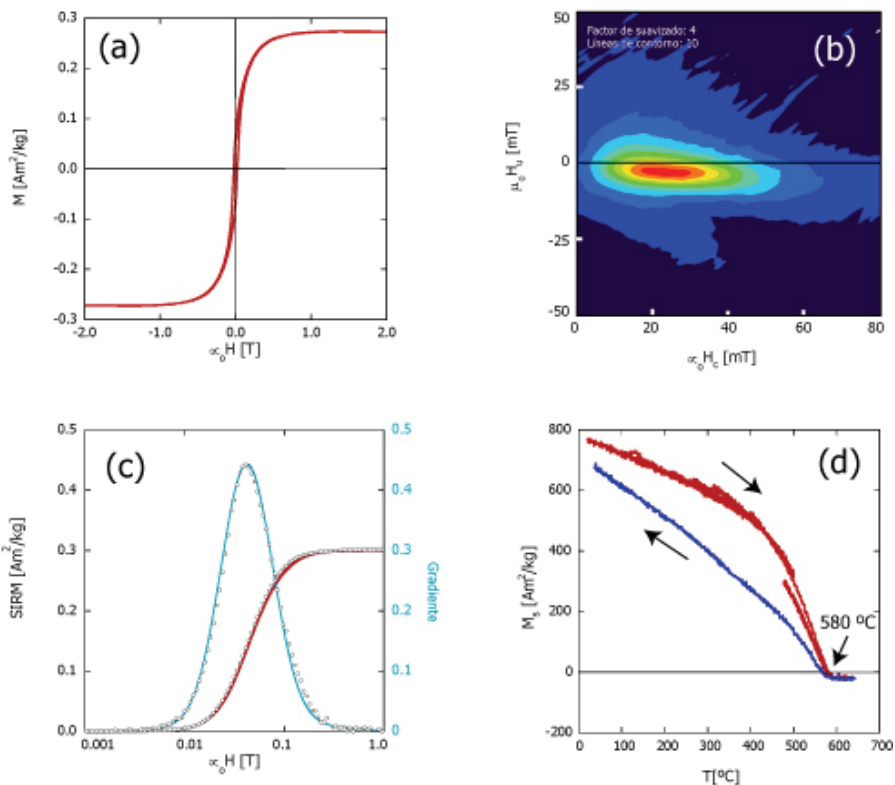 (a)
M [Am²/kg]
0.3
0.2
0.1
0.0
-0.1
-0.2
-0.3
-2.0 -1.0 0.0 1.0 2.0
∝₀H [T]
(b)
Factor de suavizado: 4
Líneas de contorno: 10
μ₀Hᵤ [mT]
50
25
0
-25
-50
0 20 40 60 80
∝₀H꜀ [mT]
(c)
SIRM [Am²/kg]
0.5
0.4
0.3
0.2
0.1
0.0
0.001 0.01 0.1 1.0
∝₀H [T]
0.5
0.4
0.3
0.2
0.1
0
Gradiente
(d)
Mₛ [Am²/kg]
800
600
400
200
0
-200
580 ºC
0 100 200 300 400 500 600 700
T[ºC]